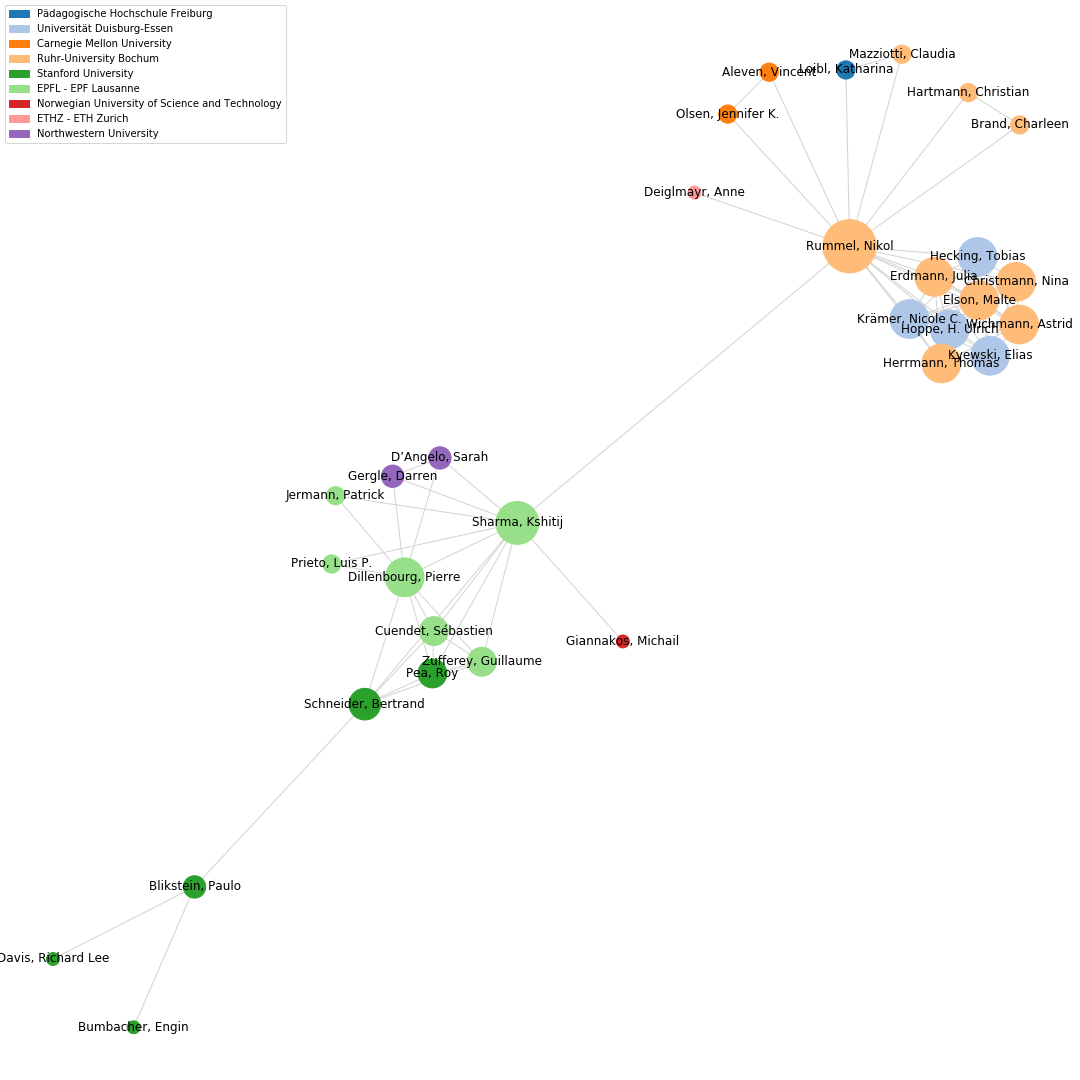 Pädagogische Hochschule Freiburg
Universität Duisburg-Essen
Carnegie Mellon University
Ruhr-University Bochum
Stanford University
EPFL - EPF Lausanne
Norwegian University of Science and Technology
ETHZ - ETH Zurich
Northwestern University
Mazziotti, Claudia
Loibl, Katharina
Aleven, Vincent
Hartmann, Christian
Olsen, Jennifer K.
Brand, Charleen
Deiglmayr, Anne
Rummel, Nikol
Hecking, Tobias
Erdmann, Julia
Christmann, Nina
Elson, Malte
Krämer, Nicole C.
Wichmann, Astrid
Hoppe, H. Ulrich
Kyewski, Elias
Herrmann, Thomas
D’Angelo, Sarah
Gergle, Darren
Jermann, Patrick
Sharma, Kshitij
Prieto, Luis P.
Dillenbourg, Pierre
Cuendet, Sébastien
Giannakos, Michail
Zufferey, Guillaume
Pea, Roy
Schneider, Bertrand
Blikstein, Paulo
Davis, Richard Lee
Bumbacher, Engin